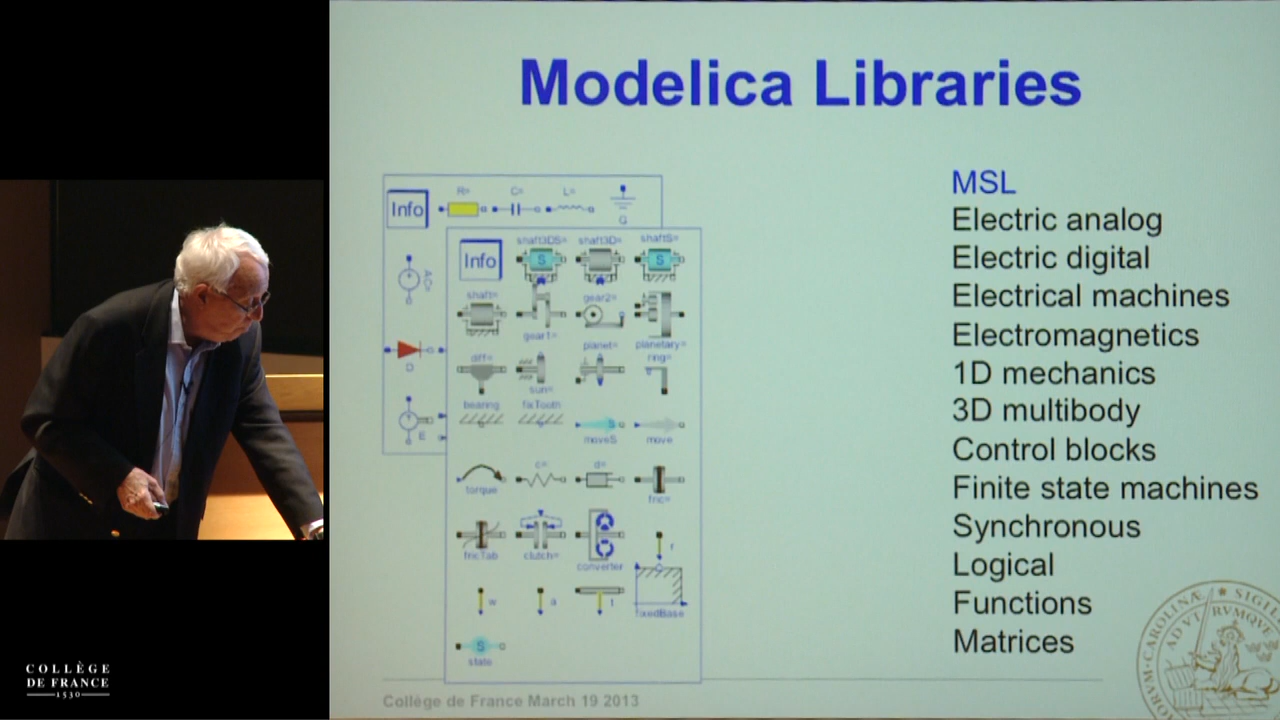 Modelica Libraries
R=
C=
L=
Info
G
D
E
shaft3DS=
shaft3D=
shaftS=
Info
S
S
shaft=
gear2=
gear1=
planet=
planetary=
diff=
sun=
ring=
bearing
fixTooth
S
moveS
move
torque
c=
d=
fric=
fricTab
clutch=
converter
r
w
a
t
fixedBase
S
state
MSL
Electric analog
Electric digital
Electrical machines
Electromagnetics
1D mechanics
3D multibody
Control blocks
Finite state machines
Synchronous
Logical
Functions
Matrices
Collège de France March 19 2013
COLLÈGE
DE FRANCE
1530